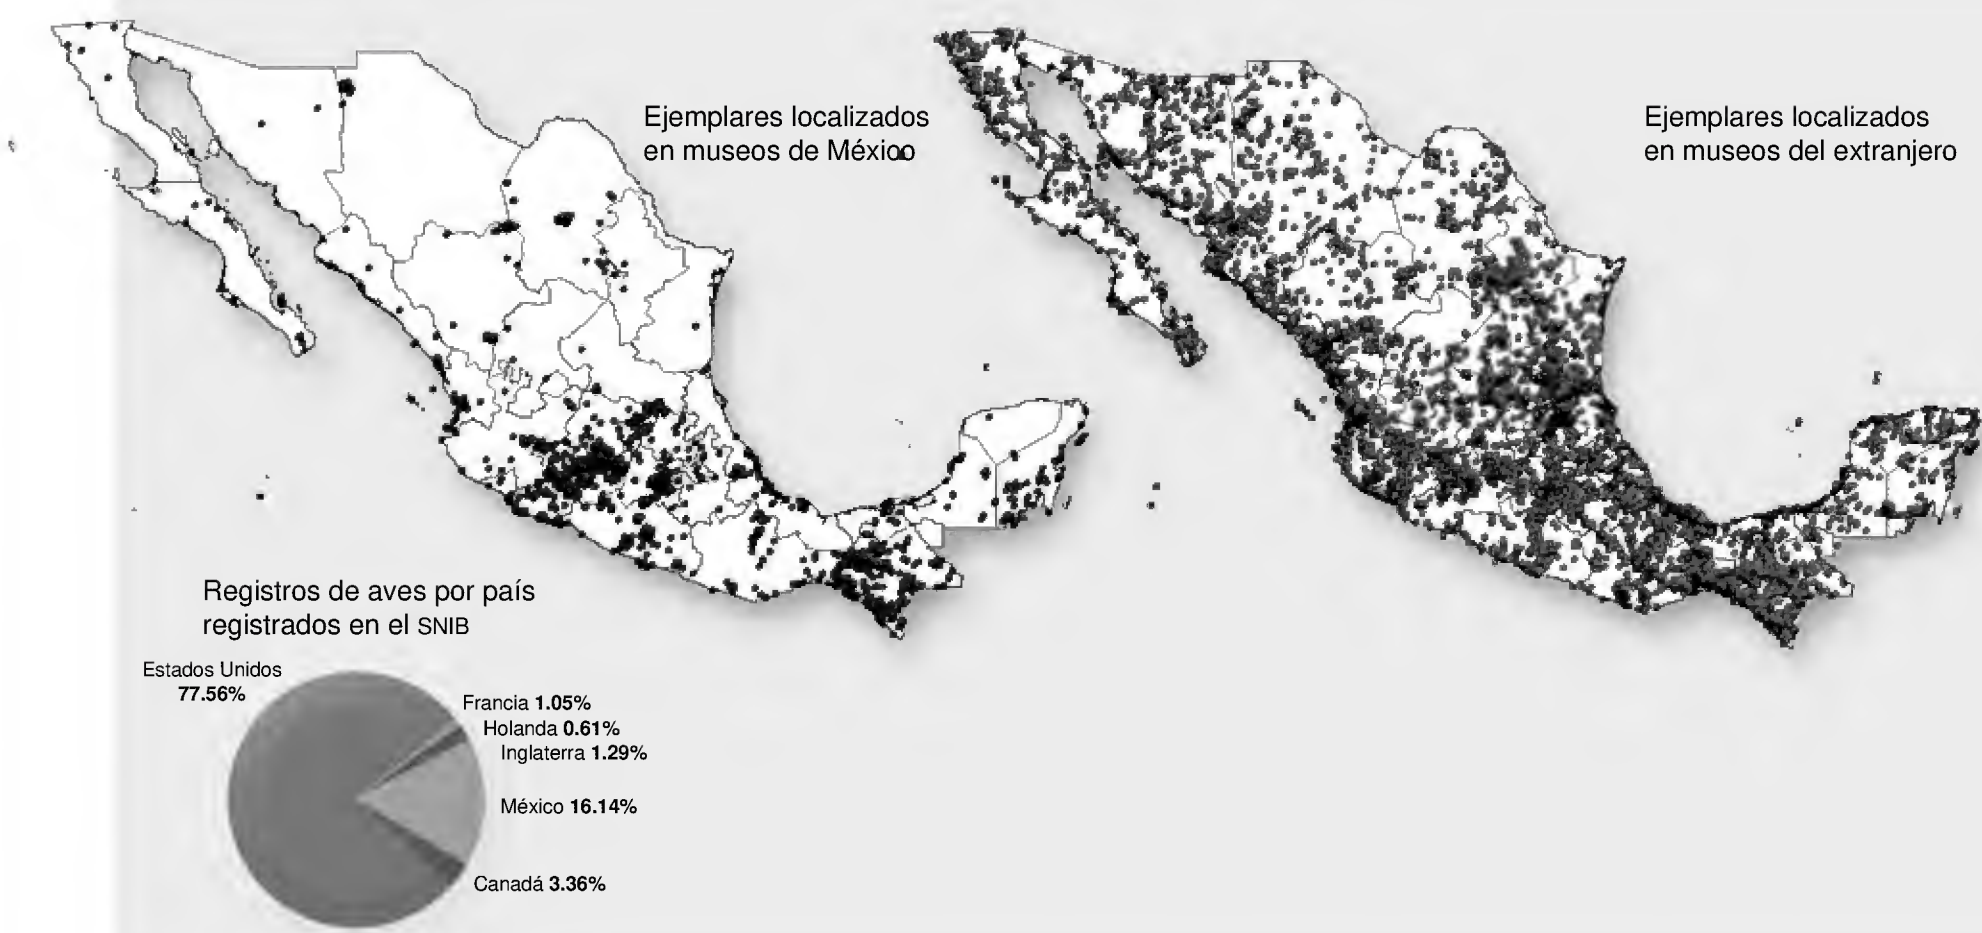 Ejemplares localizados
en museos de México
Ejemplares localizados
en museos del extranjero
Registros de aves por país
registrados en el SNIB
Estados Unidos
77.56%
Francia 1.05%
Holanda 0.61%
Inglaterra 1.29%
México 16.14%
Canadá 3.36%